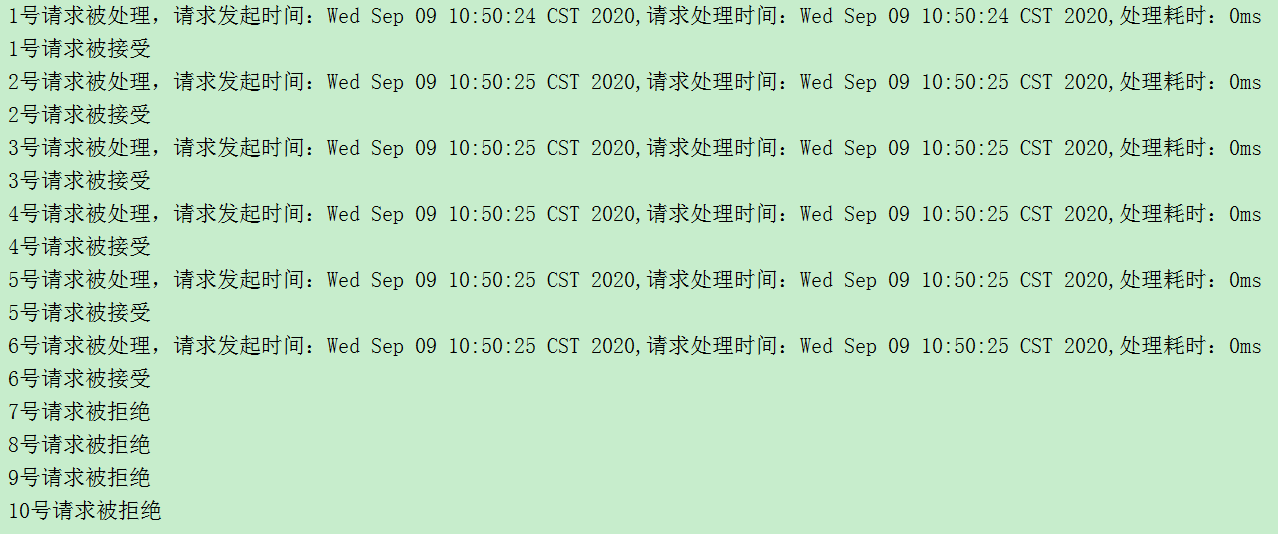 1号请求被处理，请求发起时间：Wed Sep 09 10:50:24 CST 2020,请求处理时间：Wed Sep 09 10:50:24 CST 2020,处理耗时：0ms
1号请求被接受
2号请求被处理，请求发起时间：Wed Sep 09 10:50:25 CST 2020,请求处理时间：Wed Sep 09 10:50:25 CST 2020,处理耗时：0ms
2号请求被接受
3号请求被处理，请求发起时间：Wed Sep 09 10:50:25 CST 2020,请求处理时间：Wed Sep 09 10:50:25 CST 2020,处理耗时：0ms
3号请求被接受
4号请求被处理，请求发起时间：Wed Sep 09 10:50:25 CST 2020,请求处理时间：Wed Sep 09 10:50:25 CST 2020,处理耗时：0ms
4号请求被接受
5号请求被处理，请求发起时间：Wed Sep 09 10:50:25 CST 2020,请求处理时间：Wed Sep 09 10:50:25 CST 2020,处理耗时：0ms
5号请求被接受
6号请求被处理，请求发起时间：Wed Sep 09 10:50:25 CST 2020,请求处理时间：Wed Sep 09 10:50:25 CST 2020,处理耗时：0ms
6号请求被接受
7号请求被拒绝
8号请求被拒绝
9号请求被拒绝
10号请求被拒绝